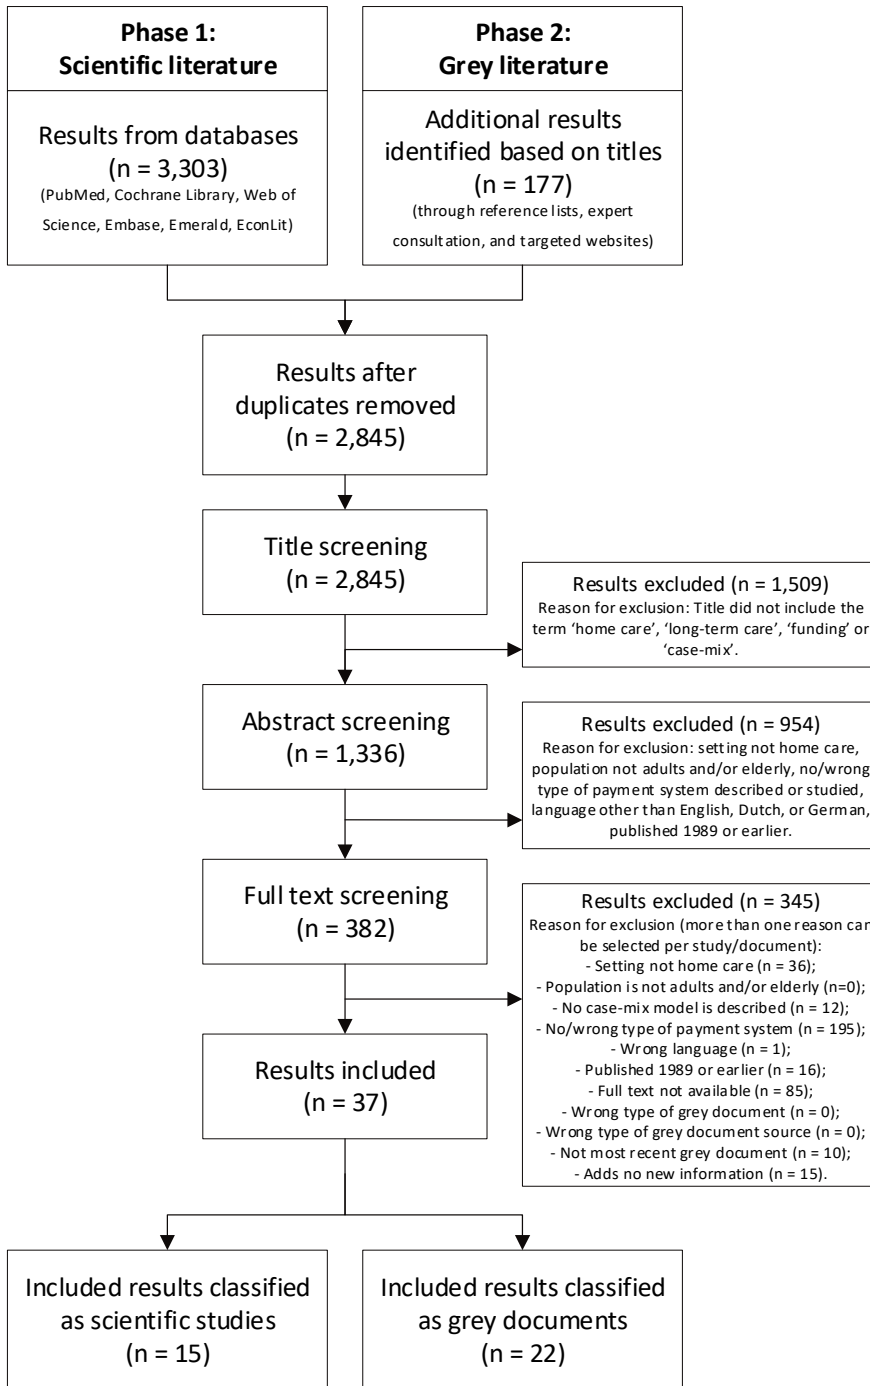 Phase 1:
Scientific literature
Results from databases
(n = 3,303)
(PubMed, Cochrane Library, Web of
Science, Embase, Emerald, EconLit)
Phase 2:
Grey literature
Additional results
identified based on titles
(n = 177)
(through reference lists, expert
consultation, and targeted websites)
Results after
duplicates removed
(n = 2,845)
Title screening
(n = 2,845)
Results excluded (n = 1,509)
Reason for exclusion: Title did not include the
term ‘home care’, ‘long-term care’, ‘funding’ or
‘case-mix’.
Abstract screening
(n = 1,336)
Results excluded (n = 954)
Reason for exclusion: setting not home care,
population not adults and/or elderly, no/wrong
type of payment system described or studied,
language other than English, Dutch, or German,
published 1989 or earlier.
Full text screening
(n = 382)
Results excluded (n = 345)
Reason for exclusion (more than one reason can
be selected per study/document):
- Setting not home care (n = 36);
- Population is not adults and/or elderly (n=0);
- No case-mix model is described (n = 12);
- No/wrong type of payment system (n = 195);
- Wrong language (n = 1);
- Published 1989 or earlier (n = 16);
- Full text not available (n = 85);
- Wrong type of grey document (n = 0);
- Wrong type of grey document source (n = 0);
- Not most recent grey document (n = 10);
- Adds no new information (n = 15).
Results included
(n = 37)
Included results classified
as scientific studies
(n = 15)
Included results classified
as grey documents
(n = 22)